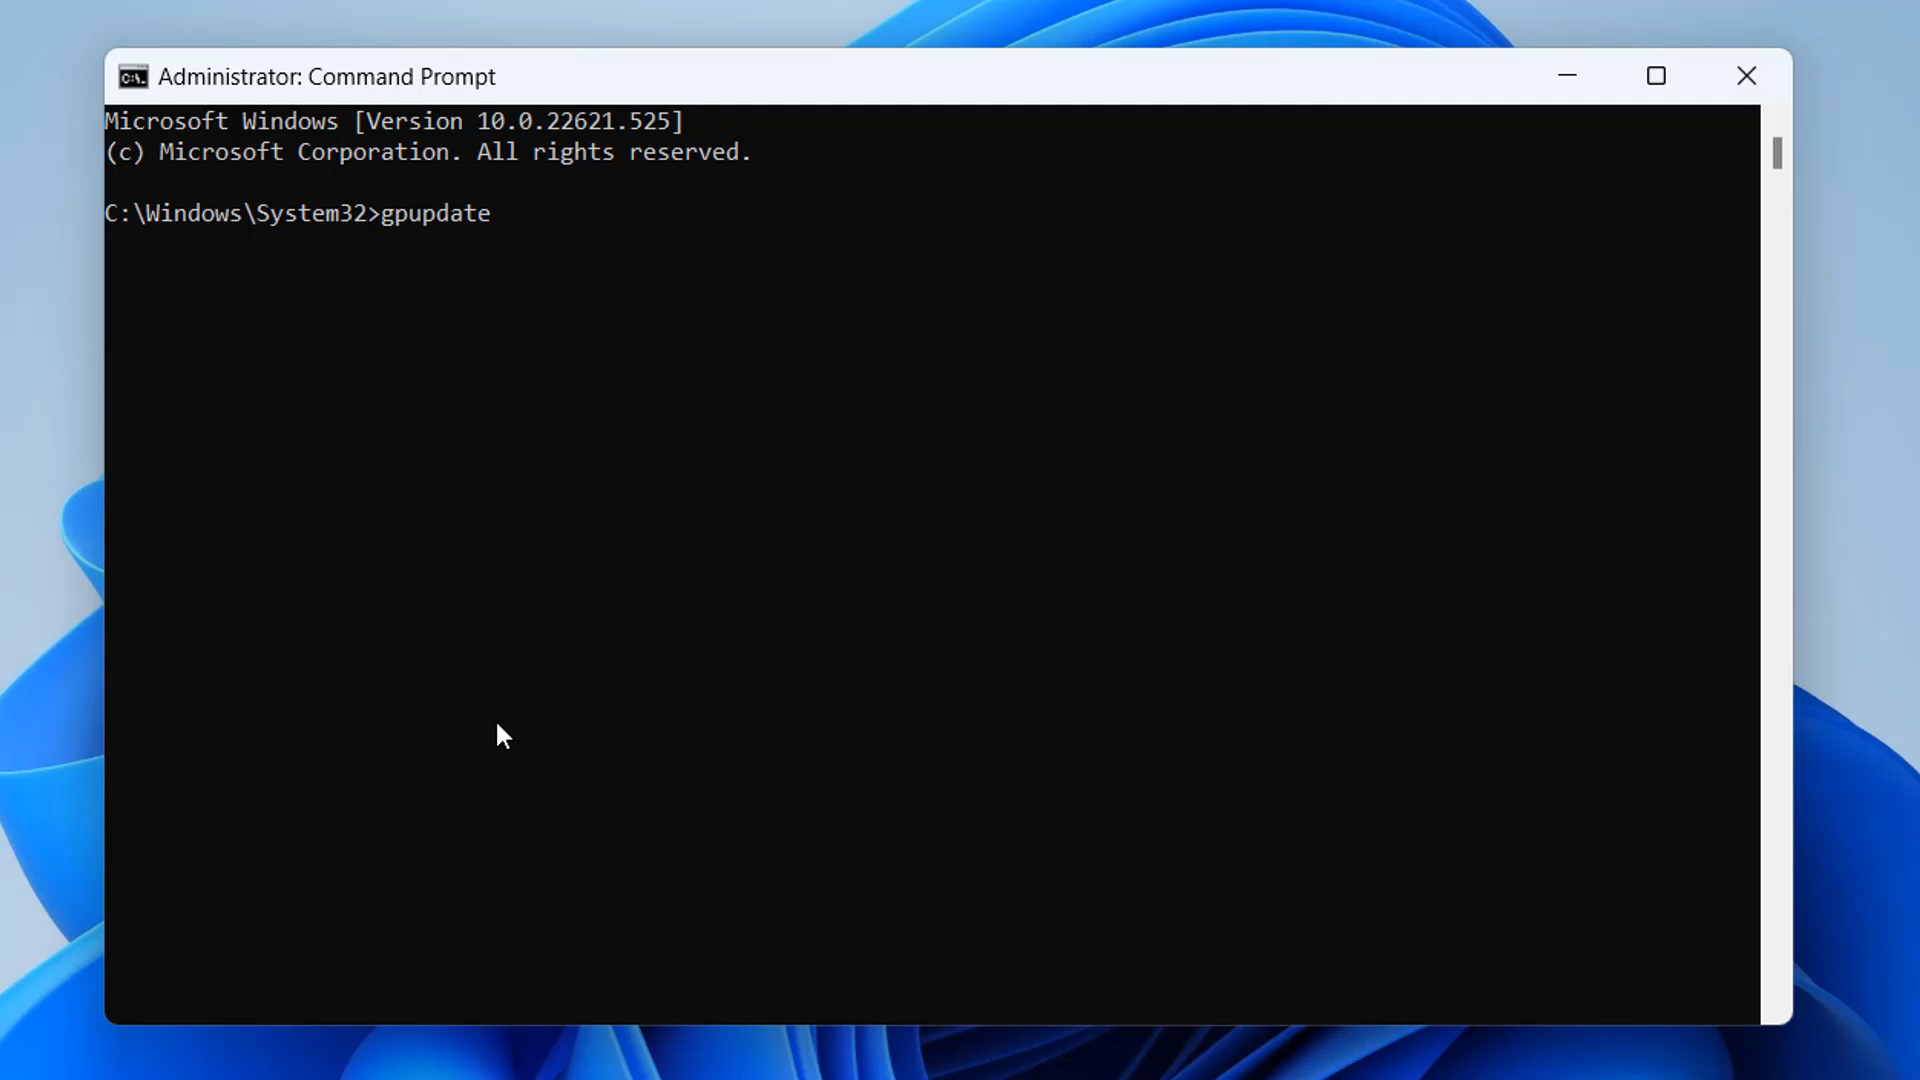 Administrator: Command Prompt
Microsoft Windows [Version 10.0.22621.525]
(c) Microsoft Corporation. All rights reserved.
C:\Windows\System32>gpupdate